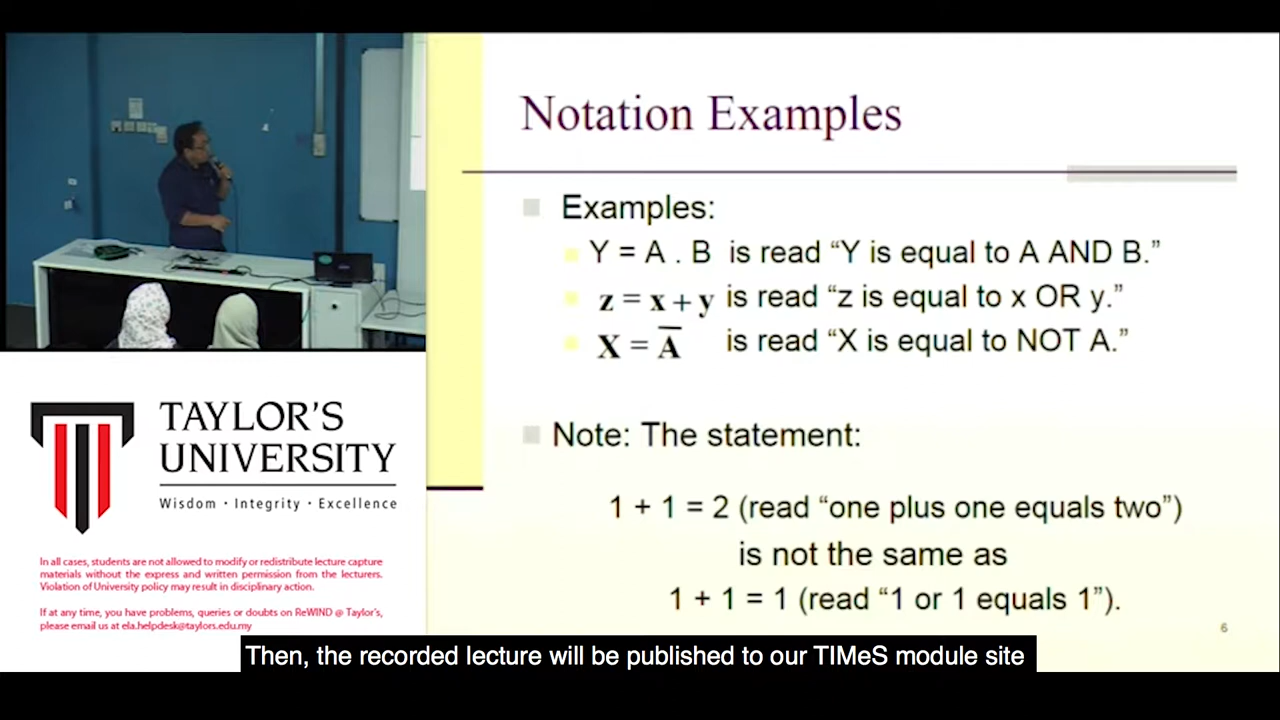 Notation Examples
Examples:
Y = A . B is read “Y is equal to A AND B.”
z = x + y is read “z is equal to x OR y.”
X = A̅ is read “X is equal to NOT A.”
Note: The statement:
1 + 1 = 2 (read “one plus one equals two”)
is not the same as
1 + 1 = 1 (read “1 or 1 equals 1”).
6
TAYLOR'S
UNIVERSITY
Wisdom · Integrity · Excellence
In all cases, students are not allowed to modify or redistribute lecture capture
materials without the express and written permission from the lecturers.
Violation of University policy may result in disciplinary action.
If at any time, you have problems, queries or doubts on ReWIND @ Taylor's,
please email us at ela.helpdesk@taylors.edu.my
Then, the recorded lecture will be published to our TIMeS module site